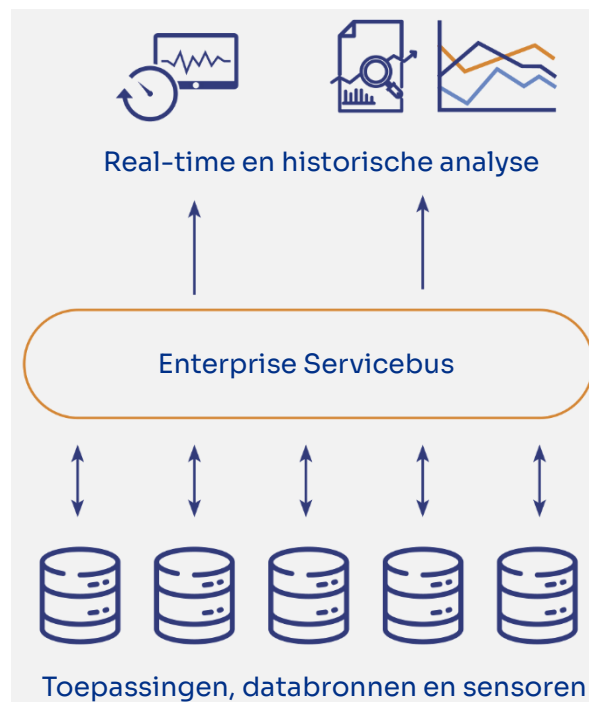 Real-time en historische analyse
Enterprise Servicebus
Toepassingen, databronnen en sensoren